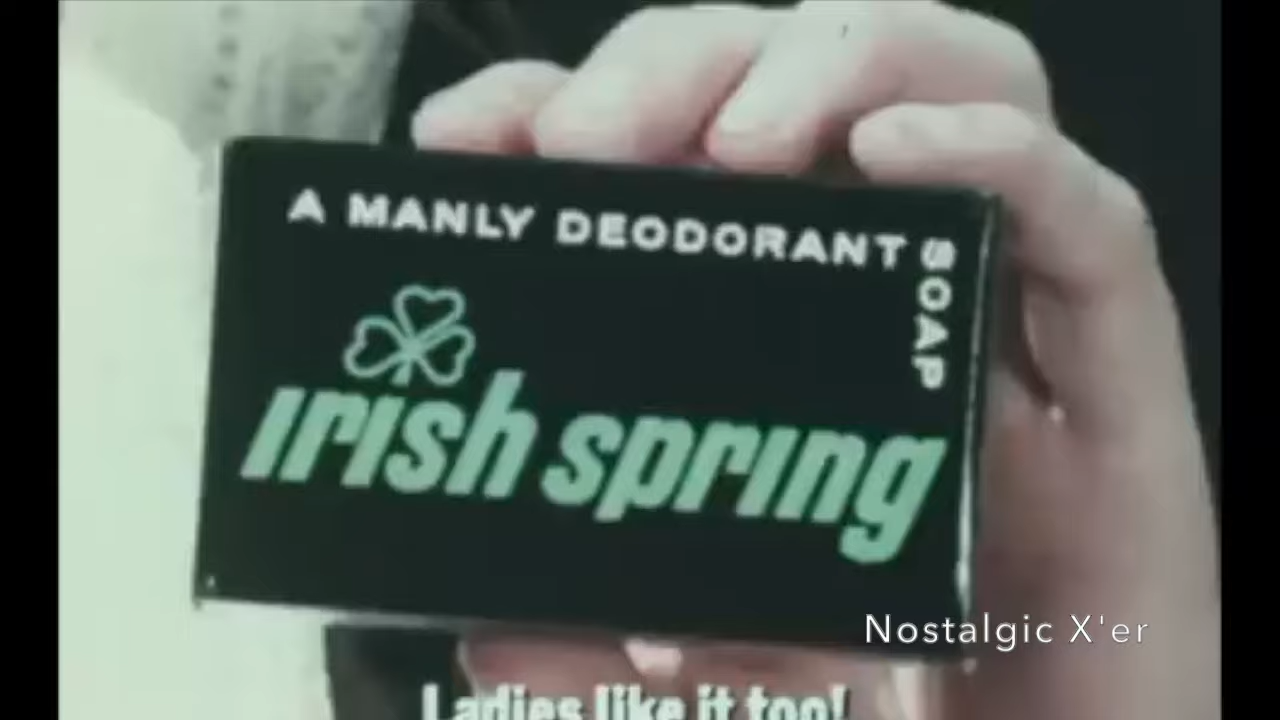 A MANLY DEODORANT
SOAP
irish spring
Nostalgic X'er
Ladies like it too!